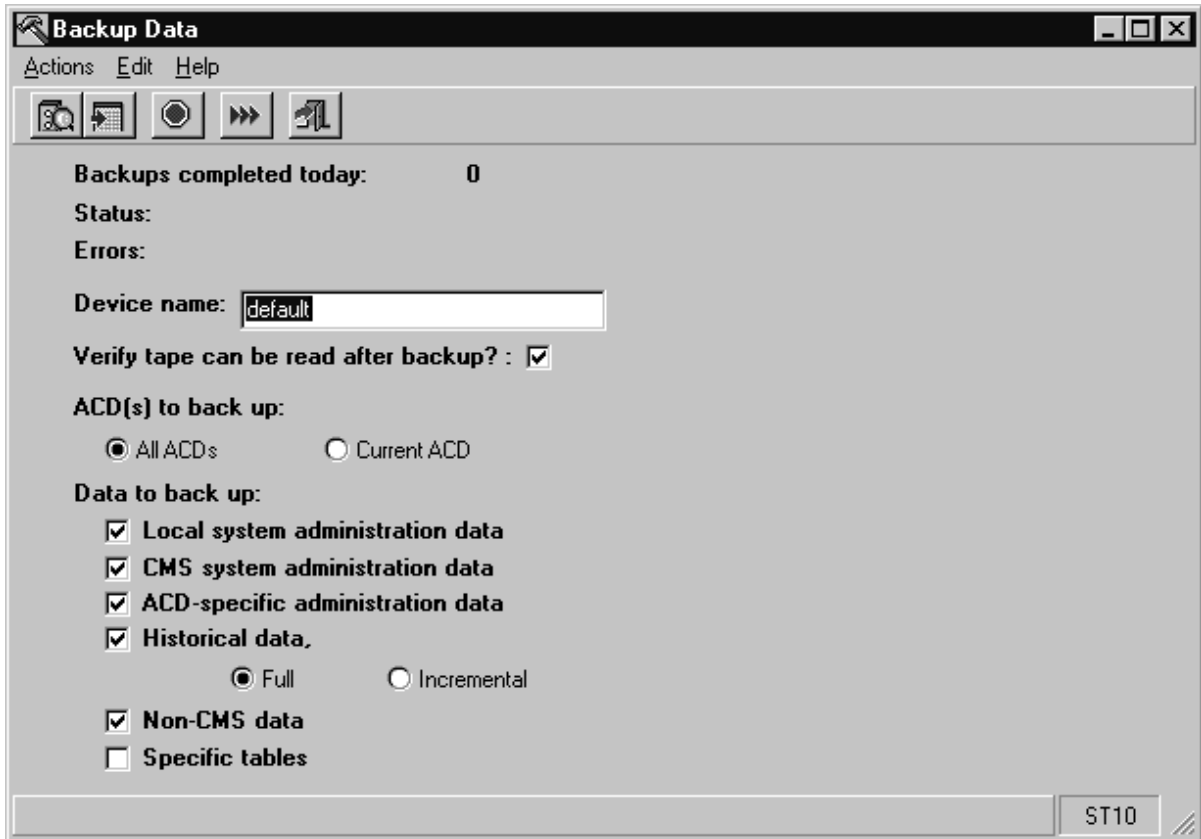 Backup Data
Actions Edit Help
Backups completed today: 0
Status:
Errors:
Device name: default
Verify tape can be read after backup? :
ACD(s) to back up:
All ACDs Current ACD
Data to back up:
Local system administration data
CMS system administration data
ACD-specific administration data
Historical data,
Full Incremental
Non-CMS data
Specific tables
ST10